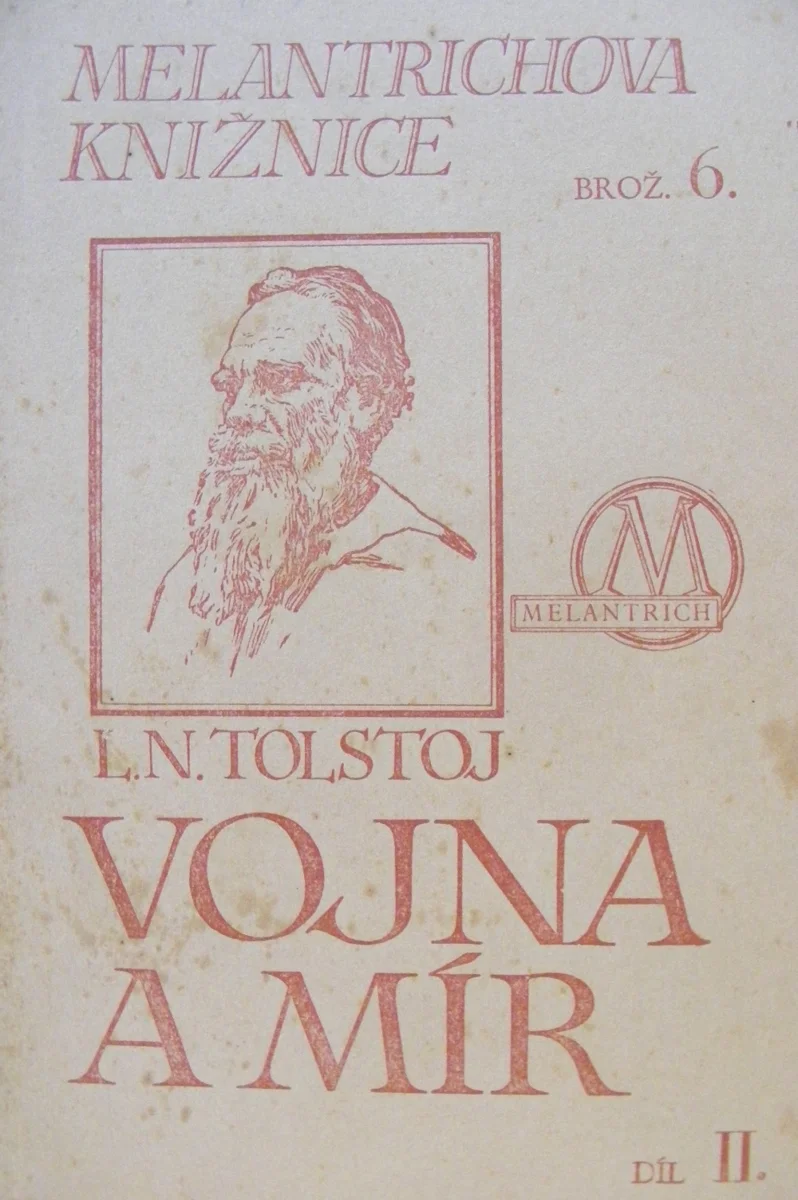 MELANTRICHOVA
KNIŽNICE
BROŽ. 6.
M
MELANTRICH
L.N. TOLSTOJ
VOJNA
A MÍR
DÍL II.